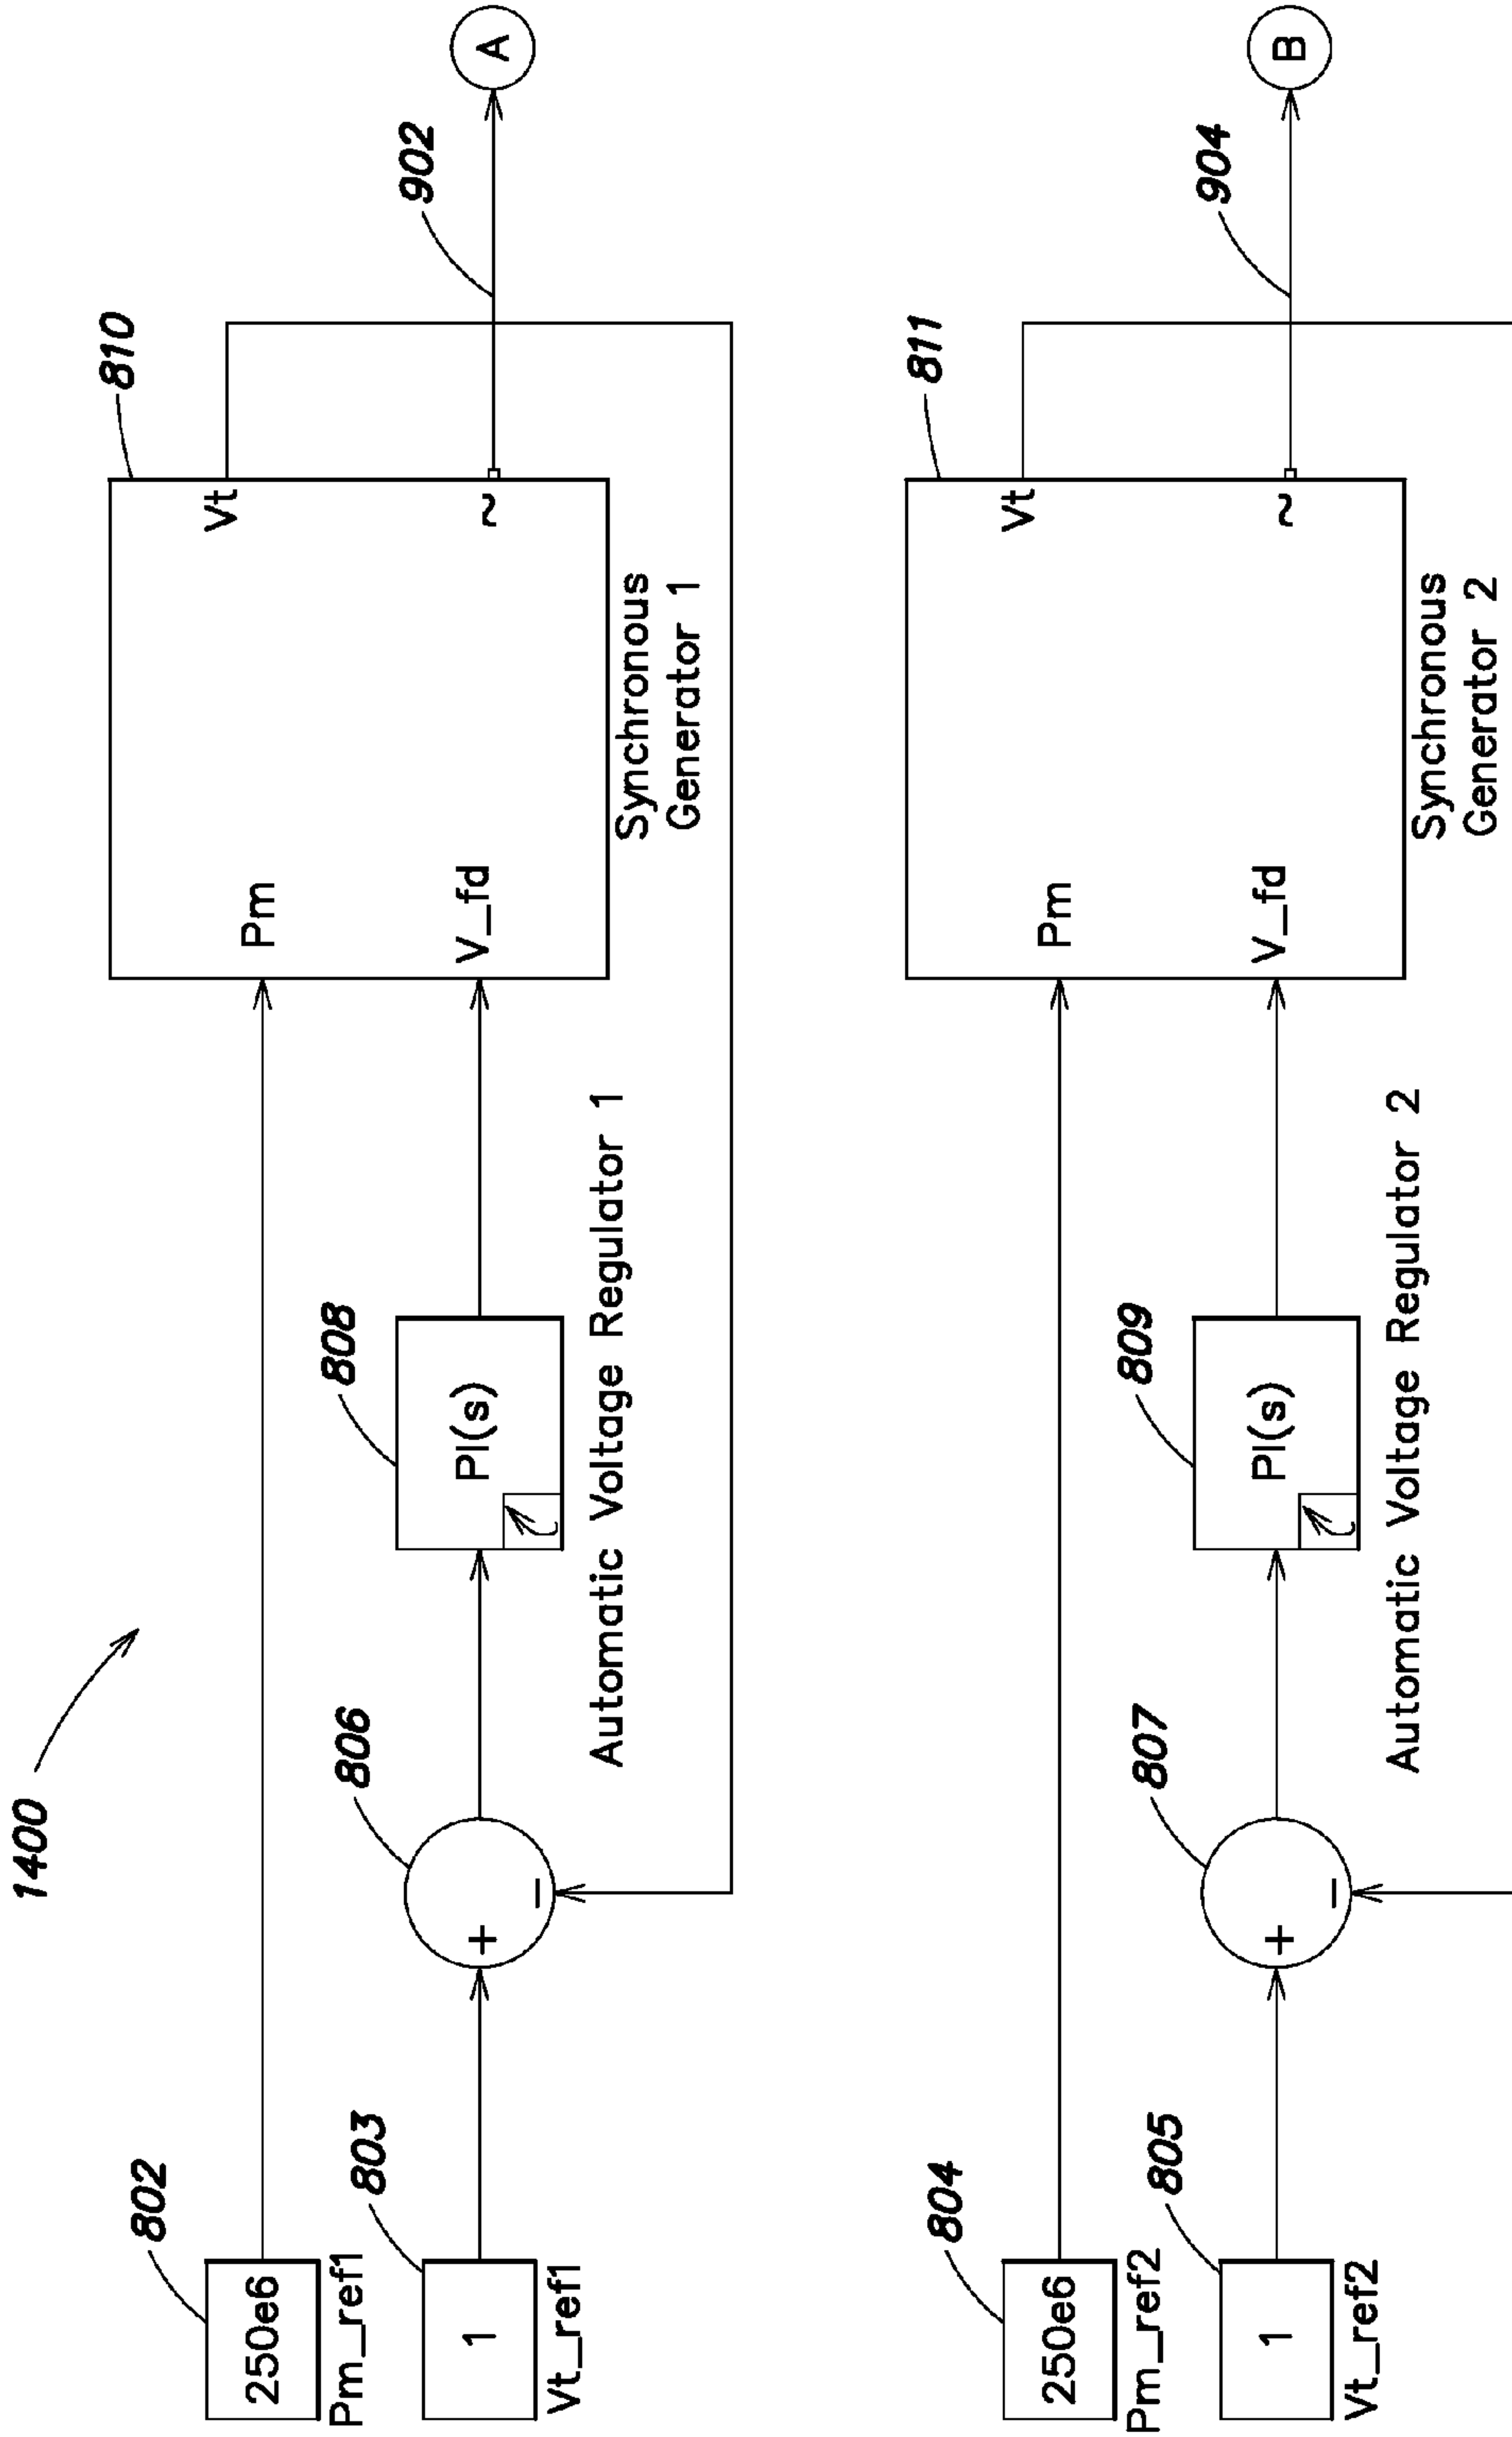 1400
802
250e6
Pm_ref1
803
1
Vt_ref1
806
+
−
808
PI(s)
Automatic Voltage Regulator 1
810
Pm
V_fd
Vt
~
Synchronous
Generator 1
902
A
804
250e6
Pm_ref2
805
1
Vt_ref2
807
+
−
809
PI(s)
Automatic Voltage Regulator 2
811
Pm
V_fd
Vt
~
Synchronous
Generator 2
904
B